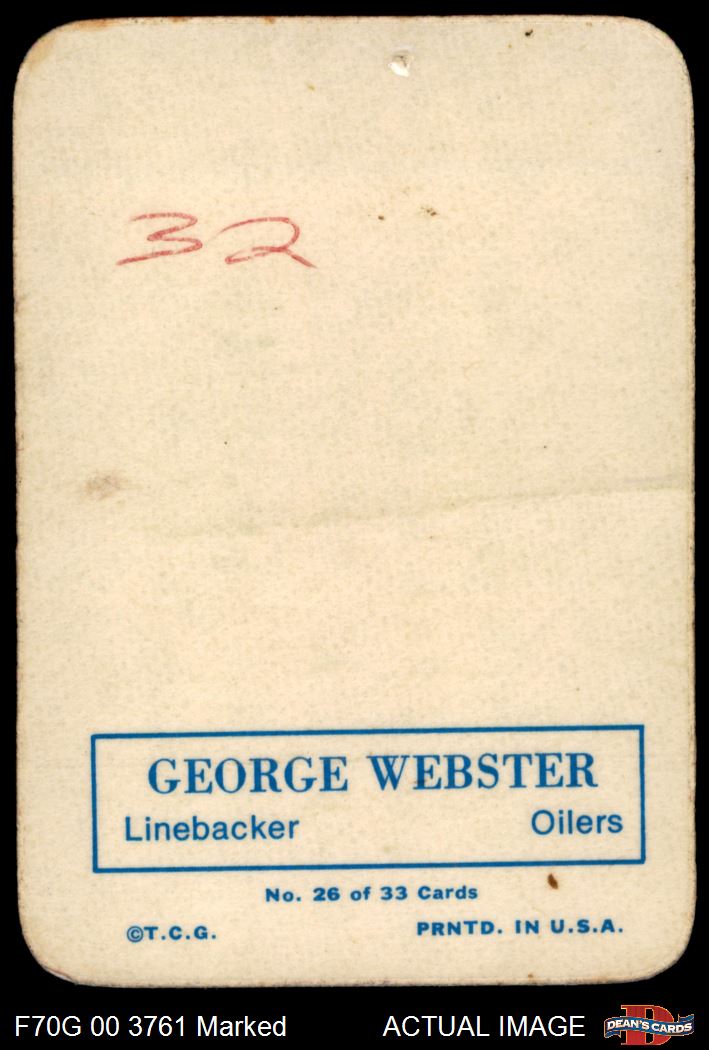 32
GEORGE WEBSTER
Linebacker Oilers
No. 26 of 33 Cards
©T.C.G. PRNTD. IN U.S.A.
F70G 00 3761 Marked ACTUAL IMAGE DEAN'S CARDS